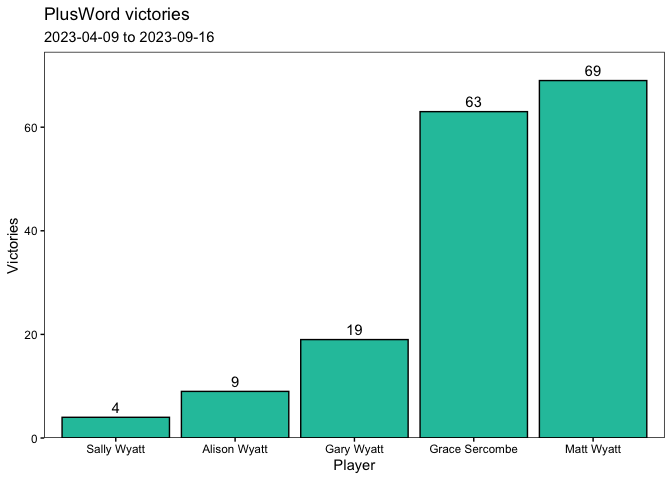 PlusWord victories
2023-04-09 to 2023-09-16
69
63
60
40
Victories
20
19
9
4
0
Sally Wyatt
Alison Wyatt
Gary Wyatt
Grace Sercombe
Matt Wyatt
Player